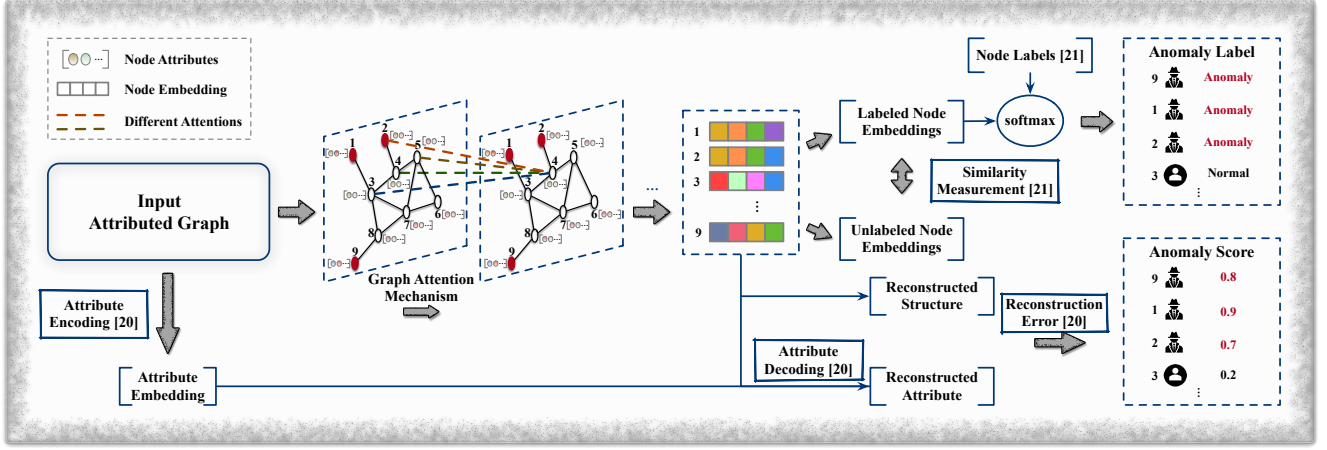 [ ··· ] Node Attributes
Node Embedding
Different Attentions
Input
Attributed Graph
Attribute
Encoding [20]
Attribute
Embedding
1
2
3
4
5
6
7
8
9
1
2
3
4
5
6
7
8
9
Graph Attention
Mechanism
...
1
2
3
⋮
9
Labeled Node
Embeddings
Unlabeled Node
Embeddings
Node Labels [21]
softmax
Similarity
Measurement [21]
Reconstructed
Structure
Attribute
Decoding [20]
Reconstructed
Attribute
Reconstruction
Error [20]
Anomaly Label
9 Anomaly
1 Anomaly
2 Anomaly
3 Normal
⋮
Anomaly Score
9 0.8
1 0.9
2 0.7
3 0.2
⋮